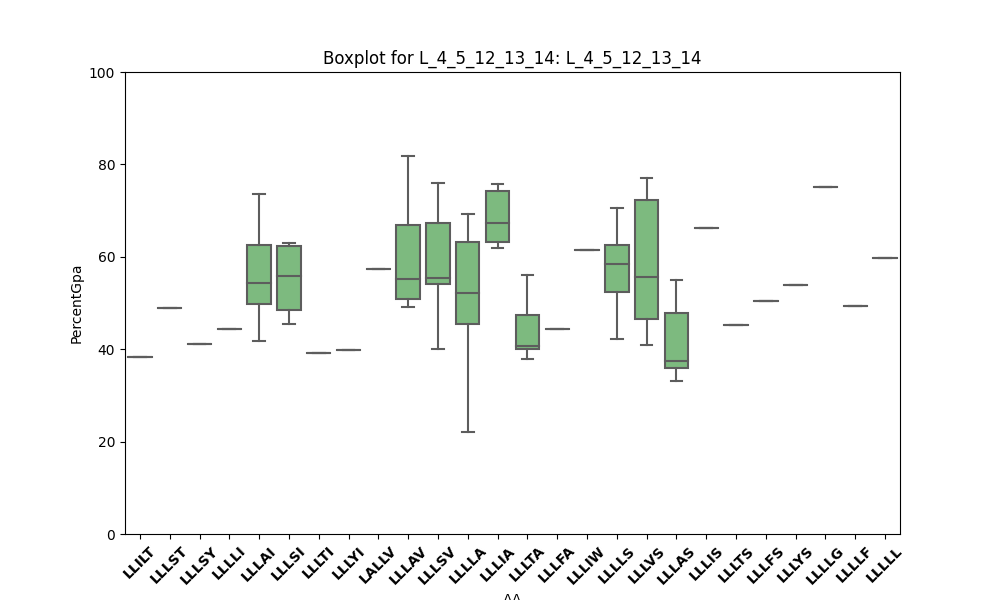 Boxplot for L_4_5_12_13_14: L_4_5_12_13_14
100
80
60
40
20
0
PercentGpa
LLILT LLLST LLLSY LLLLI LLLAI LLLSI LLLTI LLLYI LALLV LLLAV LLLSV LLLLA LLLIA LLLTA LLLFA LLLIW LLLLS LLLVS LLLAS LLLIS LLLTS LLLFS LLLYS LLLLG LLLLF LLLLL
AA